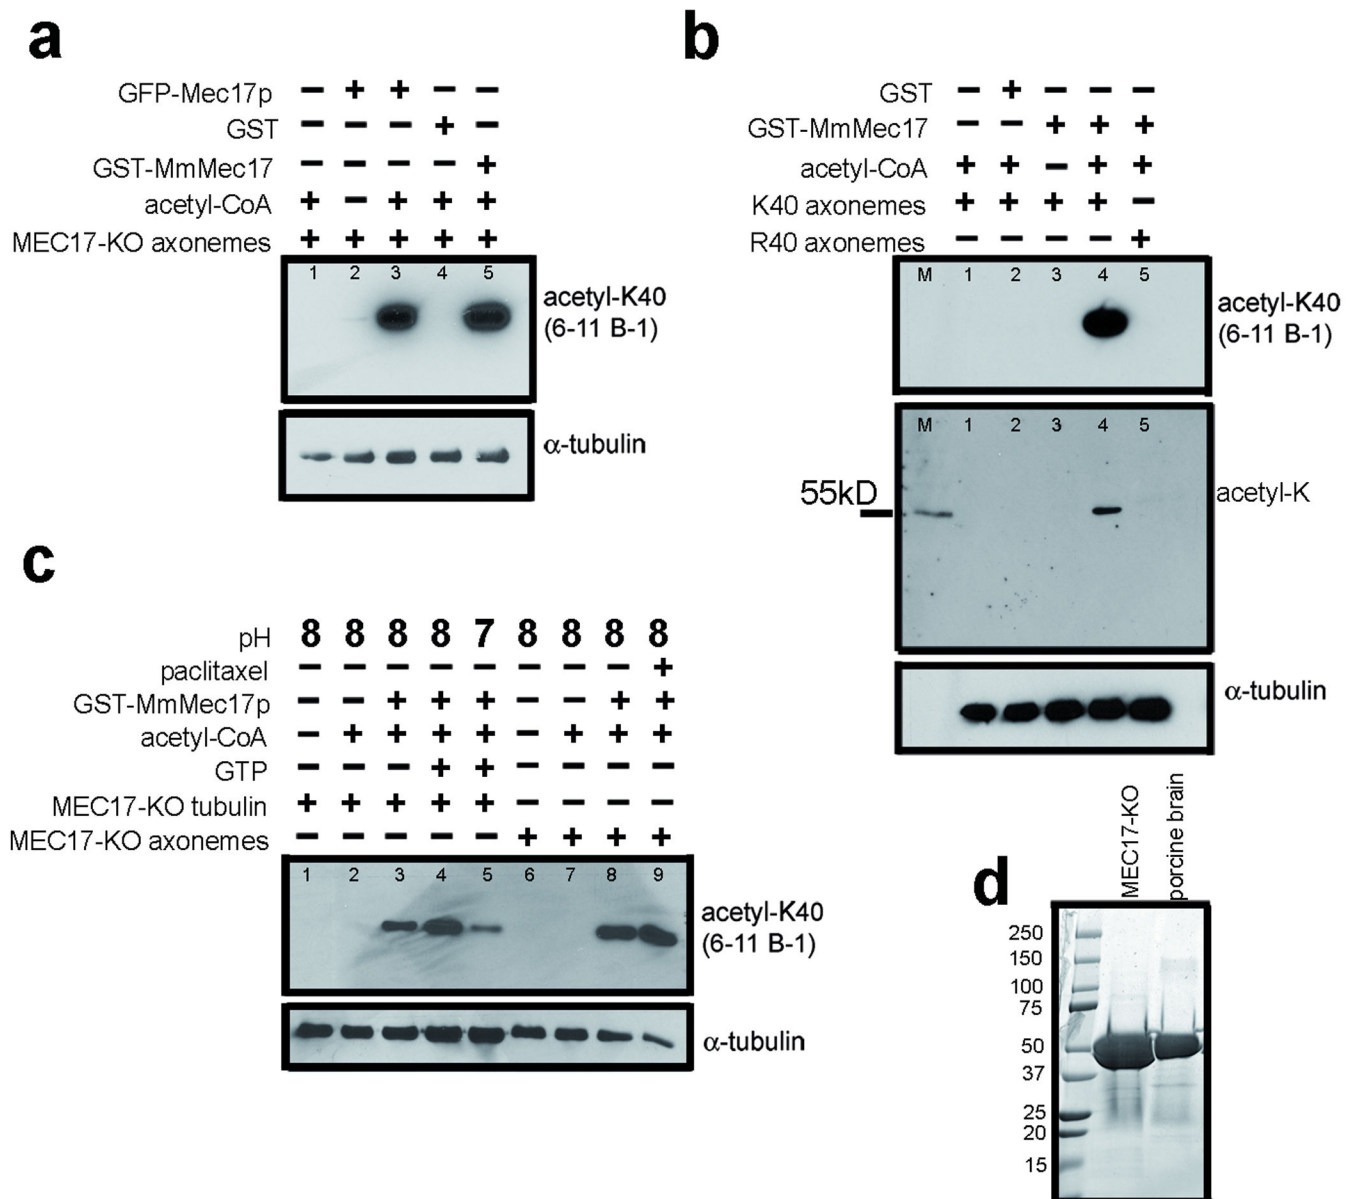 a
GFP-Mec17p − + + − −
GST − − − + −
GST-MmMec17 − − − − +
acetyl-CoA + − + + +
MEC17-KO axonemes + + + + +
1 2 3 4 5
acetyl-K40
(6-11 B-1)
α-tubulin
b
GST − + − − −
GST-MmMec17 − − + + +
acetyl-CoA + + − + +
K40 axonemes + + + + −
R40 axonemes − − − − +
M 1 2 3 4 5
acetyl-K40
(6-11 B-1)
M 1 2 3 4 5
55kD
acetyl-K
α-tubulin
c
pH 8 8 8 8 7 8 8 8 8
paclitaxel − − − − − − − − +
GST-MmMec17p − − + + + − − + +
acetyl-CoA − + + + + − + + +
GTP − − − + + − − − −
MEC17-KO tubulin + + + + + − − − −
MEC17-KO axonemes − − − − − + + + +
1 2 3 4 5 6 7 8 9
acetyl-K40
(6-11 B-1)
α-tubulin
d
MEC17-KO
porcine brain
250
150
100
75
50
37
25
20
15